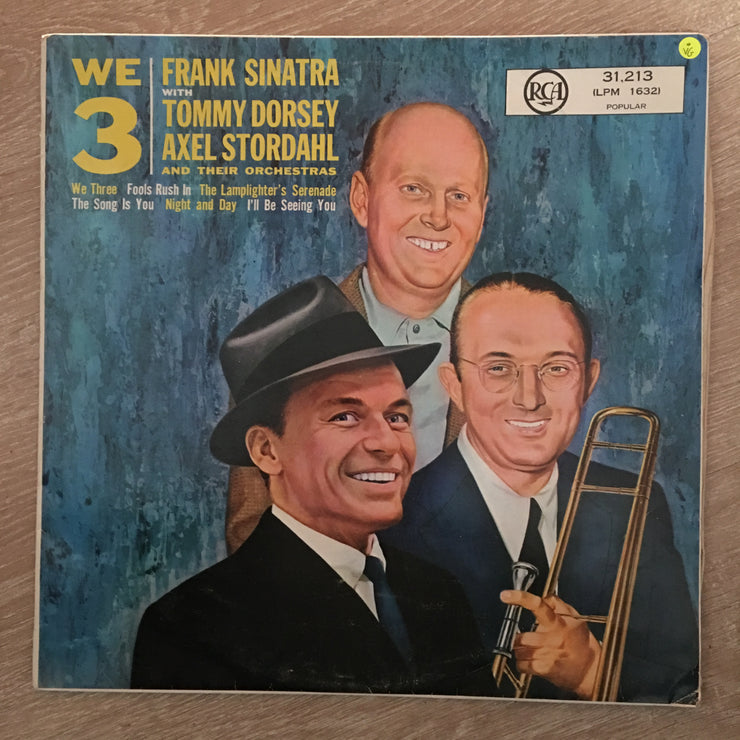 WE
3
FRANK SINATRA
WITH
TOMMY DORSEY
AXEL STORDAHL
AND THEIR ORCHESTRAS
We Three Fools Rush In The Lamplighter's Serenade
The Song Is You Night and Day I'll Be Seeing You
RCA
31,213
(LPM 1632)
POPULAR
VG